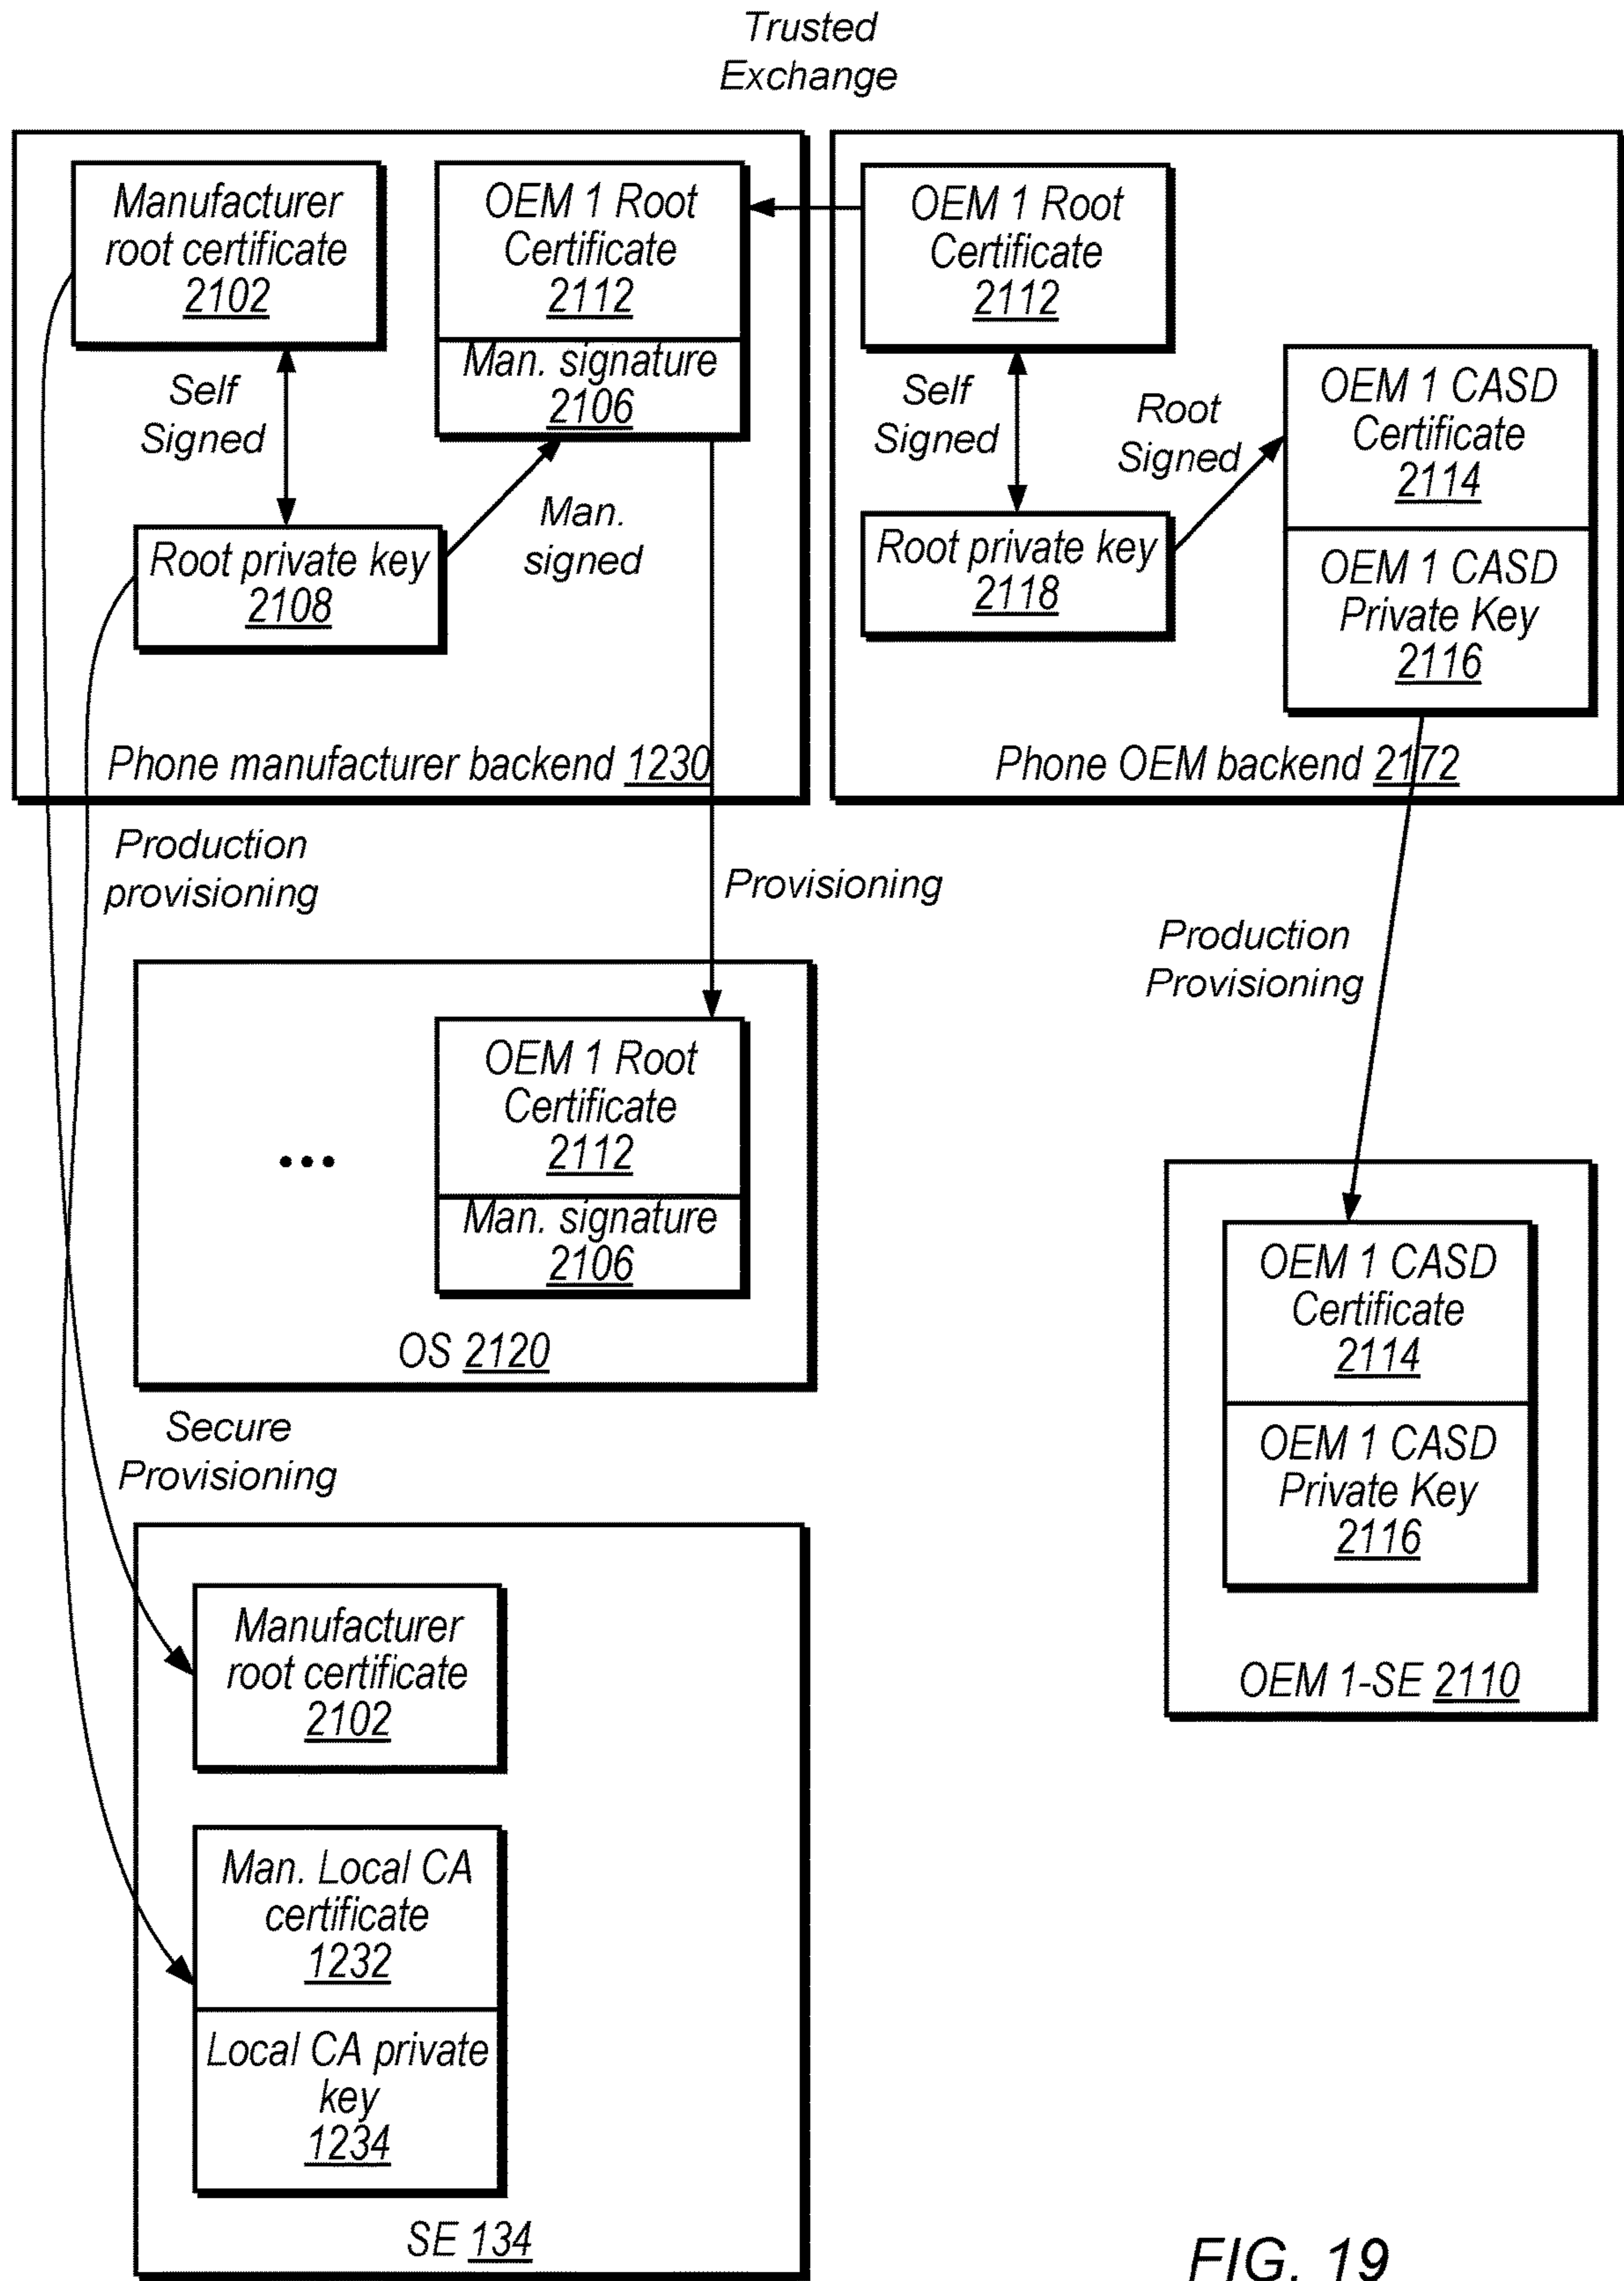 Trusted
Exchange
Manufacturer
root certificate
2102
OEM 1 Root
Certificate
2112
Man. signature
2106
Self
Signed
Man.
signed
Root private key
2108
Phone manufacturer backend 1230
OEM 1 Root
Certificate
2112
Self
Signed
Root
Signed
OEM 1 CASD
Certificate
2114
OEM 1 CASD
Private Key
2116
Root private key
2118
Phone OEM backend 2172
Production
provisioning
Provisioning
Production
Provisioning
...
OEM 1 Root
Certificate
2112
Man. signature
2106
OS 2120
OEM 1 CASD
Certificate
2114
OEM 1 CASD
Private Key
2116
OEM 1-SE 2110
Secure
Provisioning
Manufacturer
root certificate
2102
Man. Local CA
certificate
1232
Local CA private
key
1234
SE 134
FIG. 19